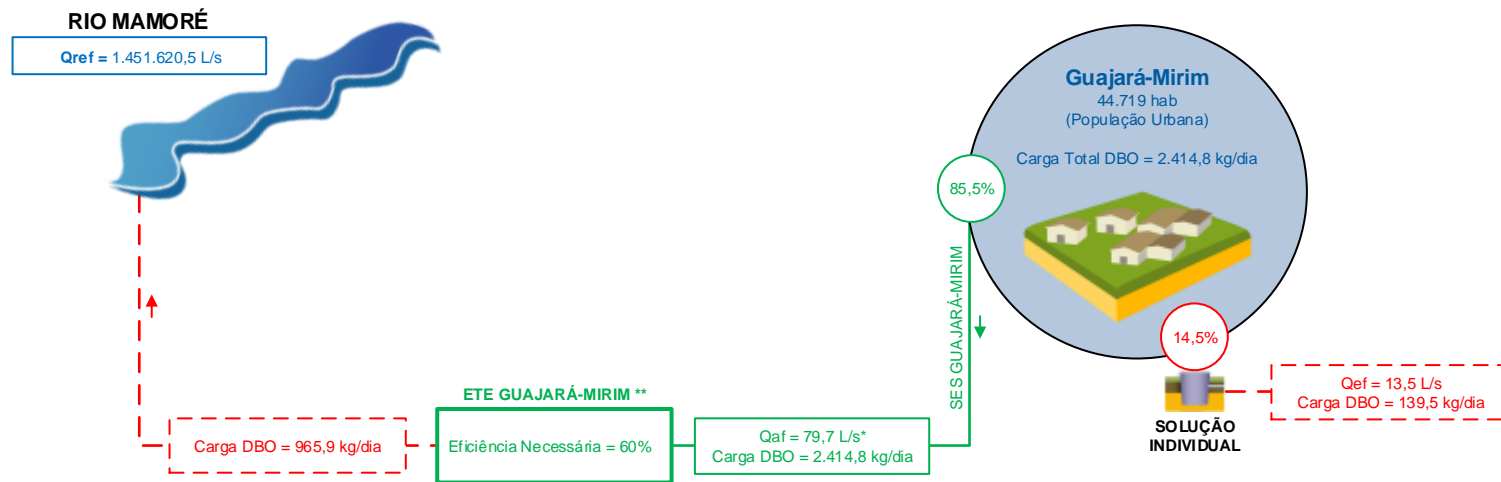 RIO MAMORÉ
Qref = 1.451.620,5 L/s
Guajará-Mirim
44.719 hab
(População Urbana)
Carga Total DBO = 2.414,8 kg/dia
85,5%
SES GUAJARÁ-MIRIM
14,5%
Qef = 13,5 L/s
Carga DBO = 139,5 kg/dia
SOLUÇÃO
INDIVIDUAL
ETE GUAJARÁ-MIRIM **
Carga DBO = 965,9 kg/dia
Eficiência Necessária = 60%
Qaf = 79,7 L/s*
Carga DBO = 2.414,8 kg/dia